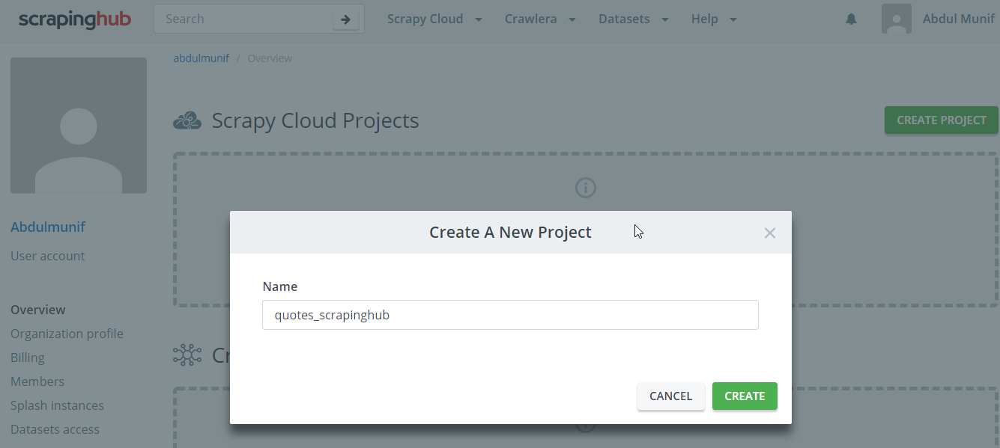 scrapinghub
Search
Scrapy Cloud
Crawlera
Datasets
Help
Abdul Munif
abdulmunif / Overview
Scrapy Cloud Projects
CREATE PROJECT
Abdulmunif
User account
Overview
Organization profile
Billing
Members
Splash instances
Datasets access
Cr
Create A New Project
Name
quotes_scrapinghub
CANCEL
CREATE